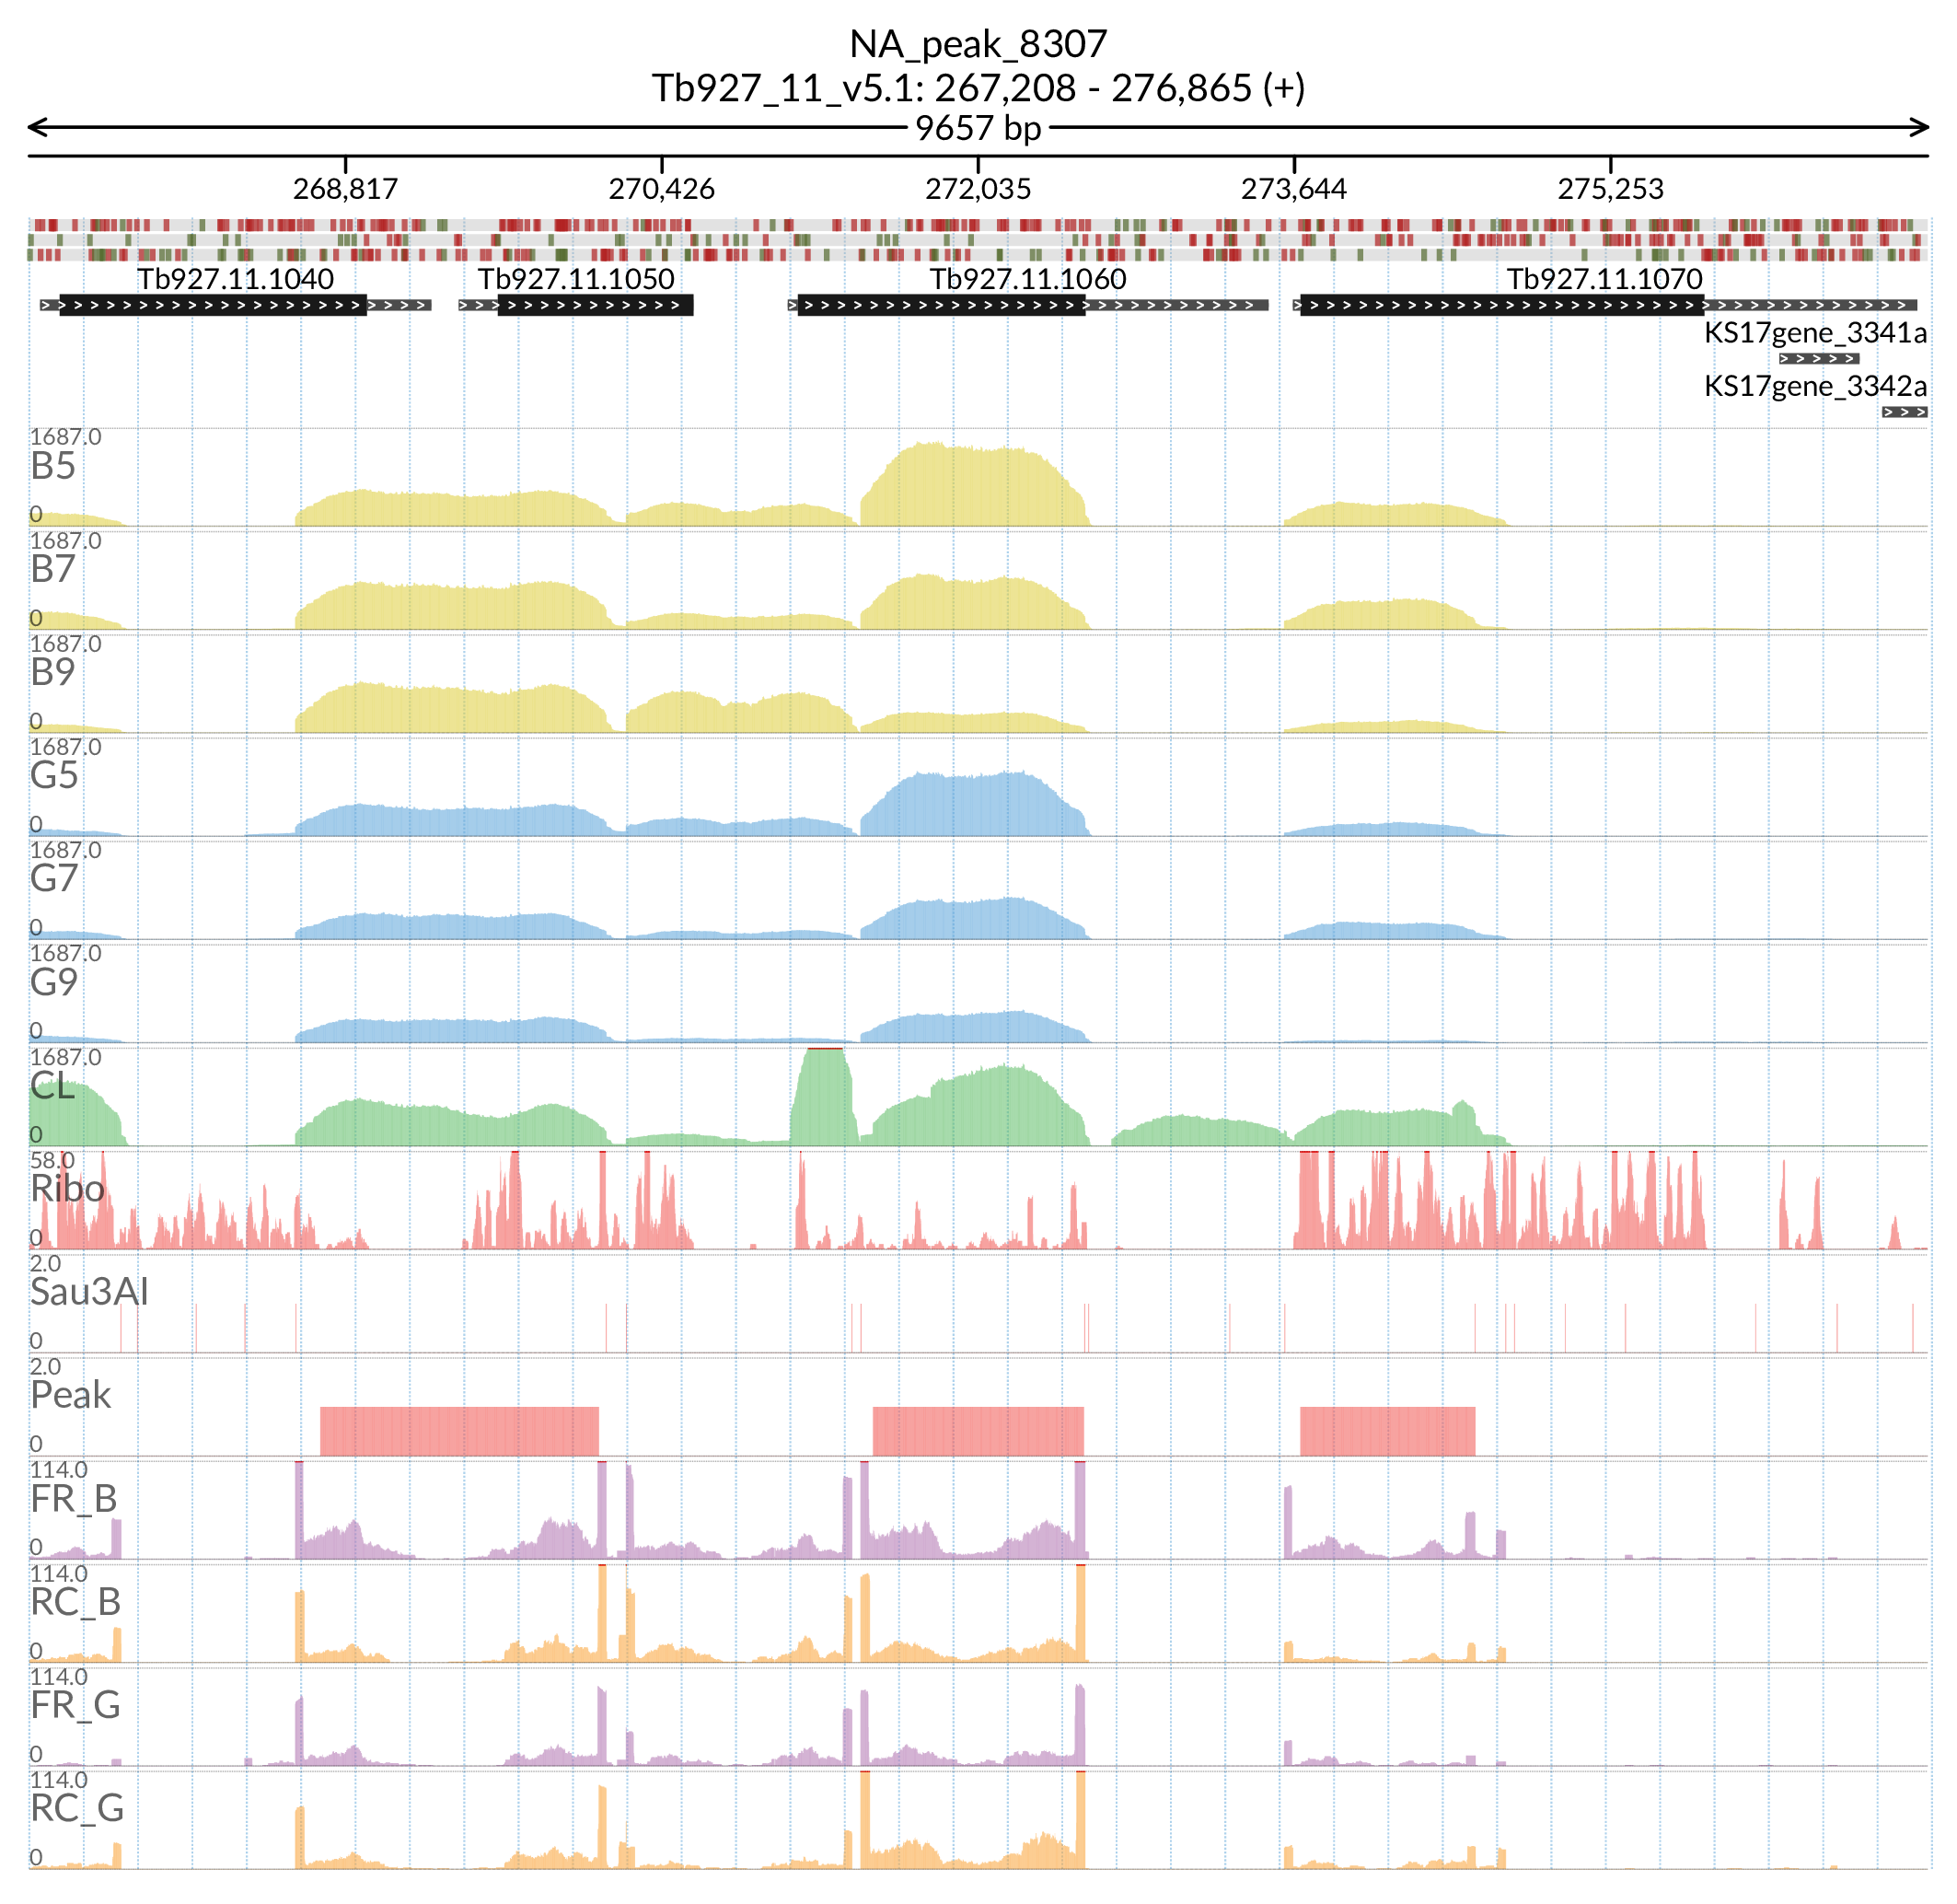 NA_peak_8307
Tb927_11_v5.1: 267,208 - 276,865 (+)
9657 bp
268,817 270,426 272,035 273,644 275,253
Tb927.11.1040 Tb927.11.1050 Tb927.11.1060 Tb927.11.1070
KS17gene_3341a
KS17gene_3342a
1687.0
B5
0
1687.0
B7
0
1687.0
B9
0
1687.0
G5
0
1687.0
G7
0
1687.0
G9
0
1687.0
CL
0
58.0
Ribo
0
2.0
Sau3AI
0
2.0
Peak
0
114.0
FR_B
0
114.0
RC_B
0
114.0
FR_G
0
114.0
RC_G
0